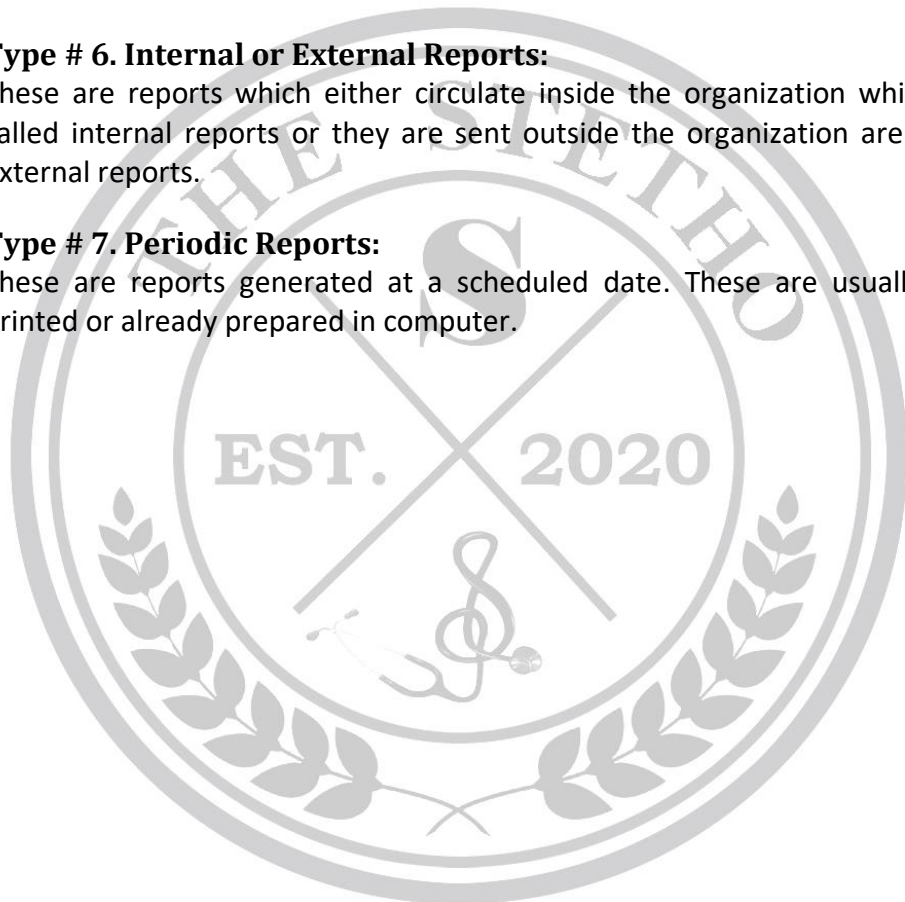 ype # 6. Internal or External Reports:
hese are reports which either circulate inside the organization whi
alled internal reports or they are sent outside the organization are
xternal reports.
ype # 7. Periodic Reports:
hese are reports generated at a scheduled date. These are usuall
rinted or already prepared in computer.
THE STETHO
S
EST. 2020